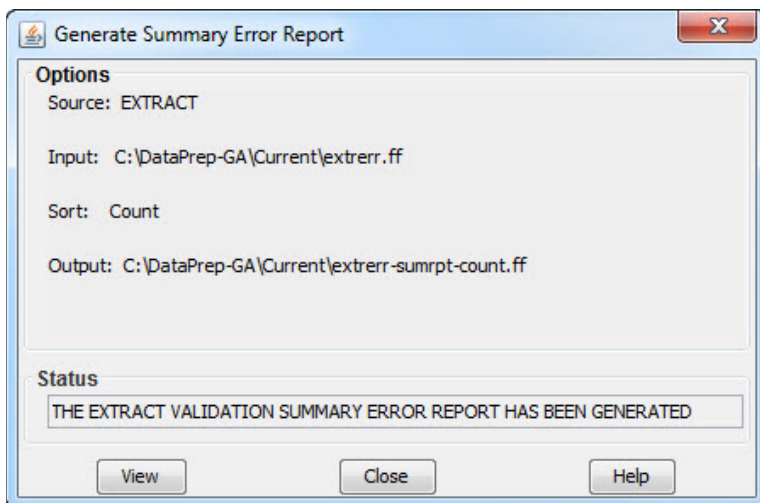 Generate Summary Error Report
Options
Source: EXTRACT
Input: C:\DataPrep-GA\Current\extrerr.ff
Sort: Count
Output: C:\DataPrep-GA\Current\extrerr-sumrpt-count.ff
Status
THE EXTRACT VALIDATION SUMMARY ERROR REPORT HAS BEEN GENERATED
View Close Help